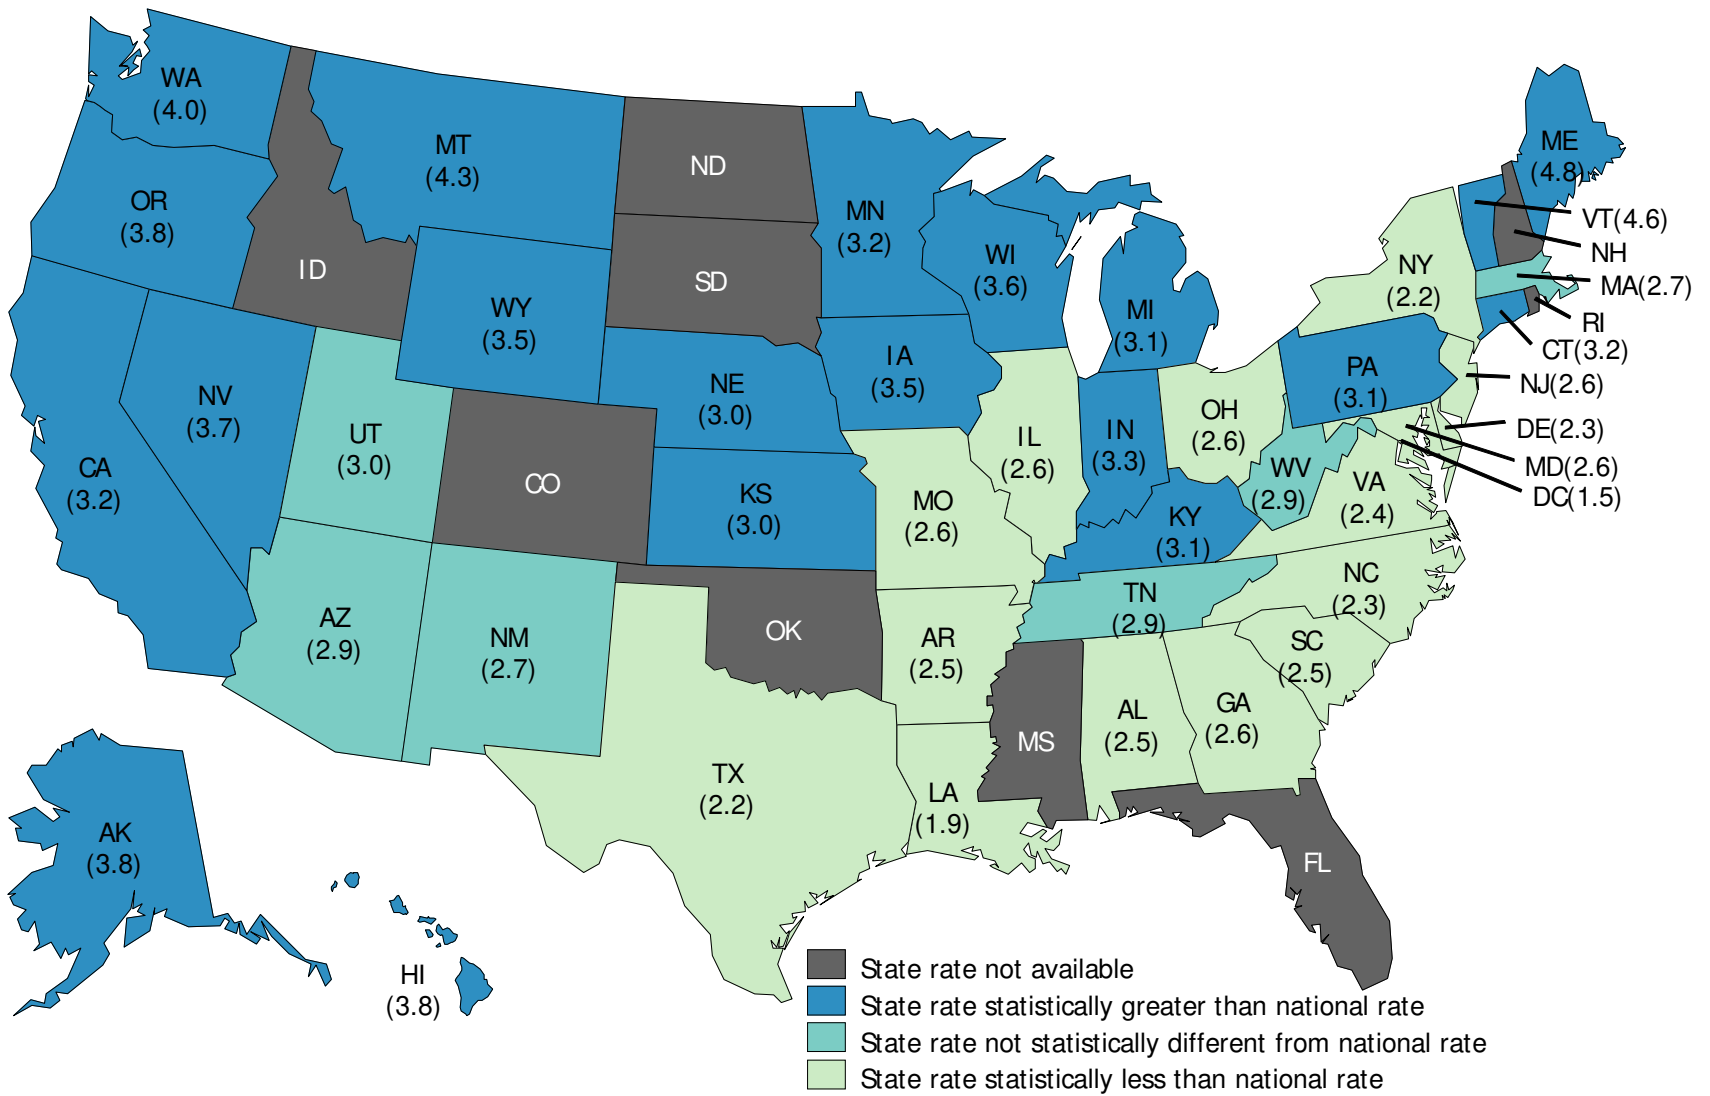 WA
(4.0)
MT
(4.3)
ND
ME
(4.8)
OR
(3.8)
MN
(3.2)
VT(4.6)
NH
ID
SD
WI
(3.6)
NY
(2.2)
MA(2.7)
WY
(3.5)
MI
(3.1)
RI
CT(3.2)
IA
(3.5)
PA
(3.1)
NJ(2.6)
NV
(3.7)
NE
(3.0)
OH
(2.6)
DE(2.3)
UT
(3.0)
IL
(2.6)
IN
(3.3)
MD(2.6)
CA
(3.2)
CO
KS
(3.0)
MO
(2.6)
WV
(2.9)
VA
(2.4)
DC(1.5)
KY
(3.1)
AZ
(2.9)
NM
(2.7)
OK
AR
(2.5)
TN
(2.9)
NC
(2.3)
SC
(2.5)
MS
AL
(2.5)
GA
(2.6)
TX
(2.2)
LA
(1.9)
AK
(3.8)
FL
HI
(3.8)
State rate not available
State rate statistically greater than national rate
State rate not statistically different from national rate
State rate statistically less than national rate